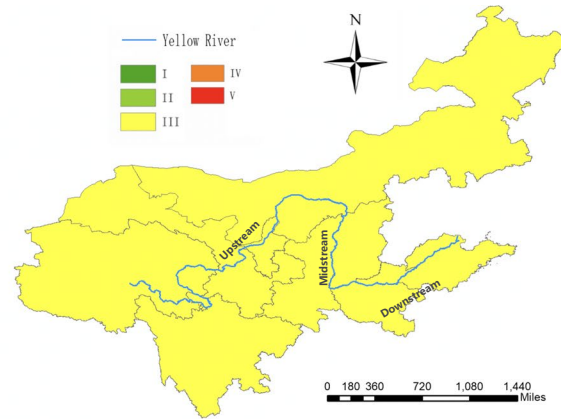 N
Yellow River
I
IV
II
V
III
Upstream
Midstream
Downstream
0 180 360 720 1,080 1,440
Miles